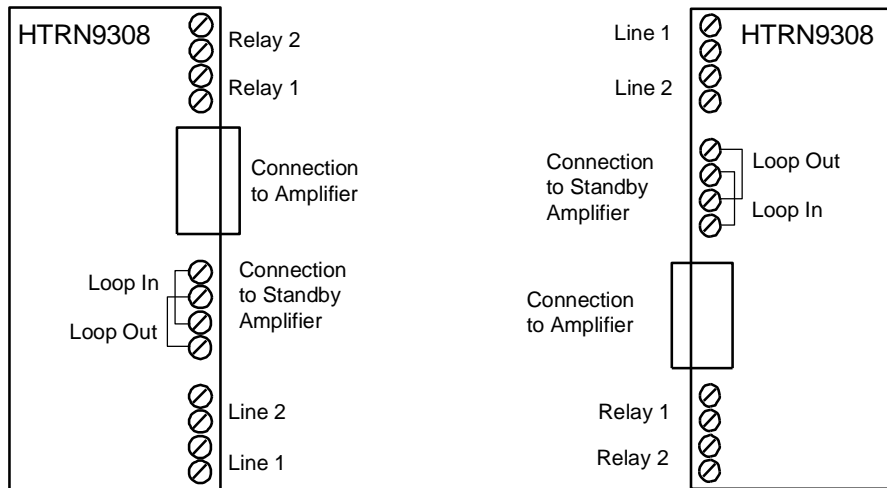 HTRN9308
Relay 2
Relay 1
Connection
to Amplifier
Loop In
Connection
to Standby
Amplifier
Loop Out
Line 2
Line 1
HTRN9308
Line 1
Line 2
Connection
to Standby
Amplifier
Loop Out
Loop In
Connection
to Amplifier
Relay 1
Relay 2